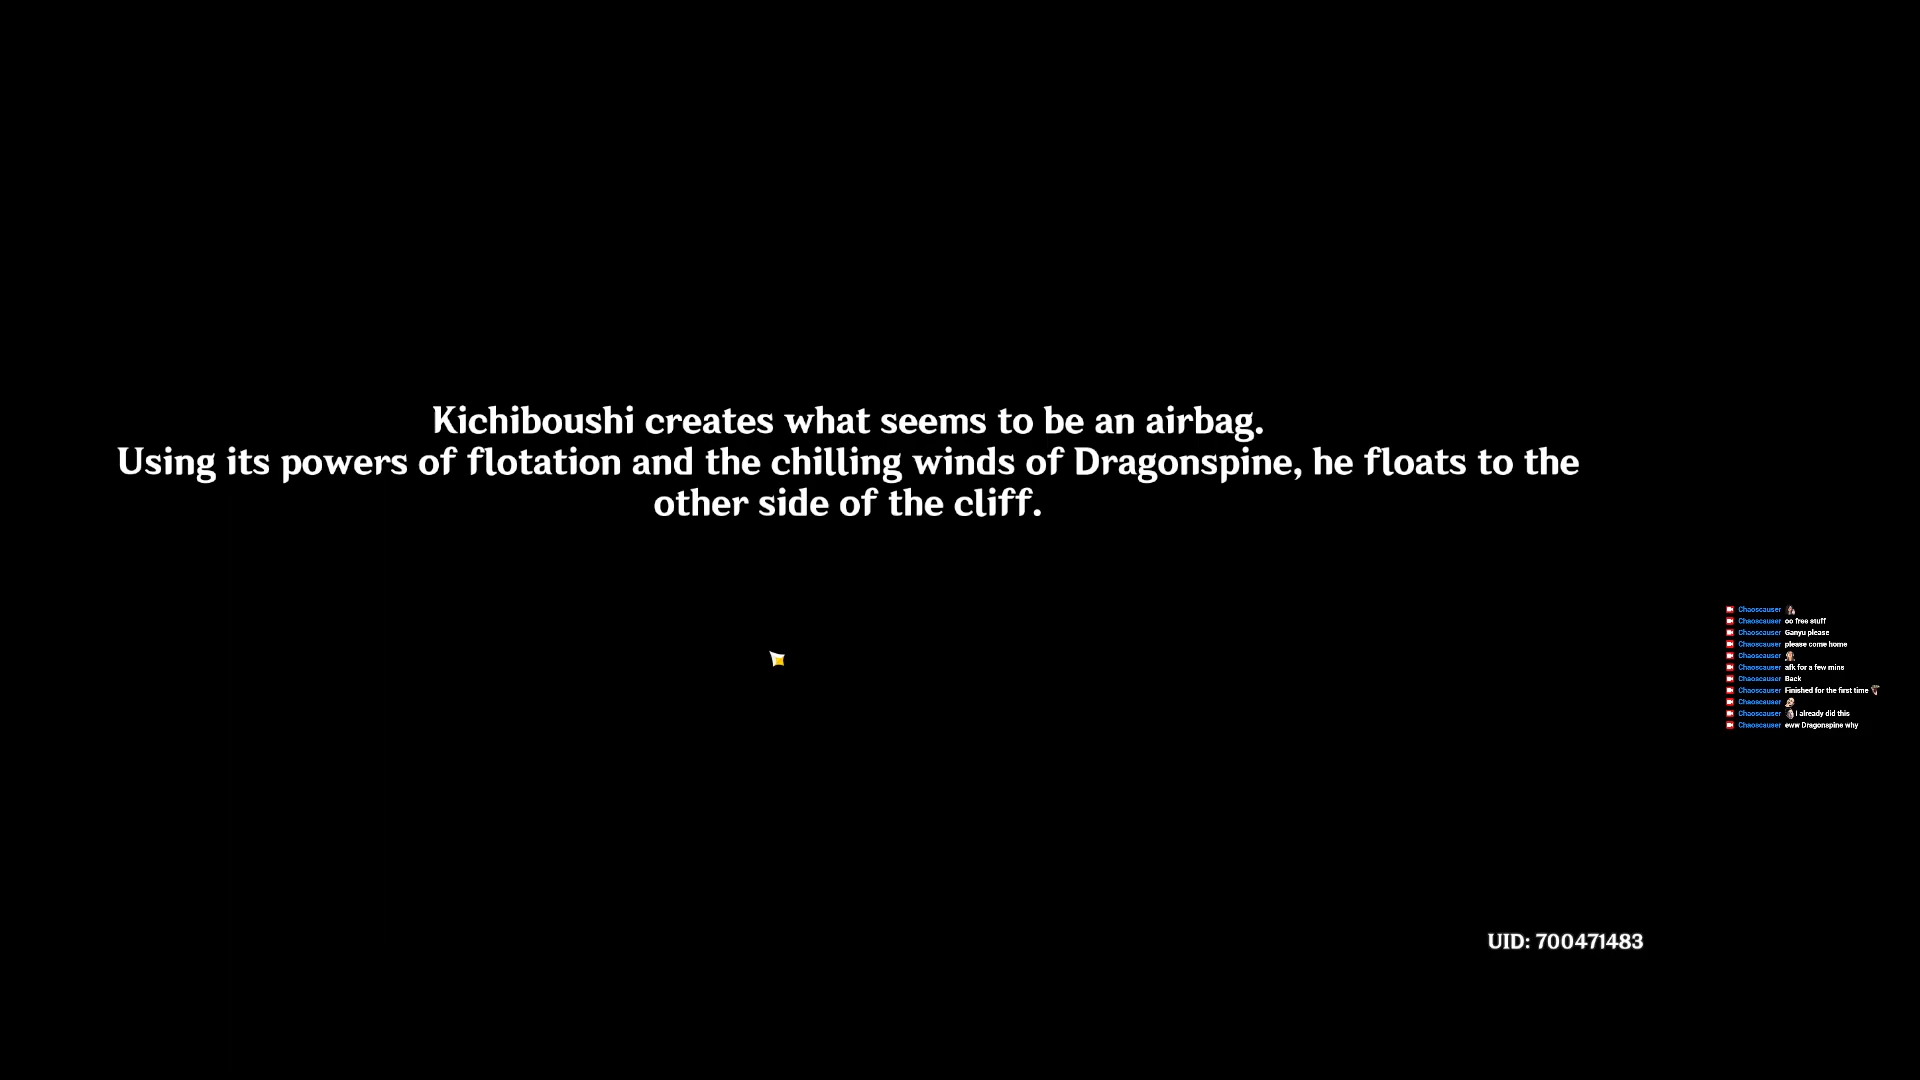 Kichiboushi creates what seems to be an airbag.
Using its powers of flotation and the chilling winds of Dragonspine, he floats to the
other side of the cliff.
Chaoscauser
Chaoscauser oo free stuff
Chaoscauser Ganyu please
Chaoscauser please come home
Chaoscauser
Chaoscauser afk for a few mins
Chaoscauser Back
Chaoscauser Finished for the first time
Chaoscauser
Chaoscauser I already did this
Chaoscauser eww Dragonspine why
UID: 700471483